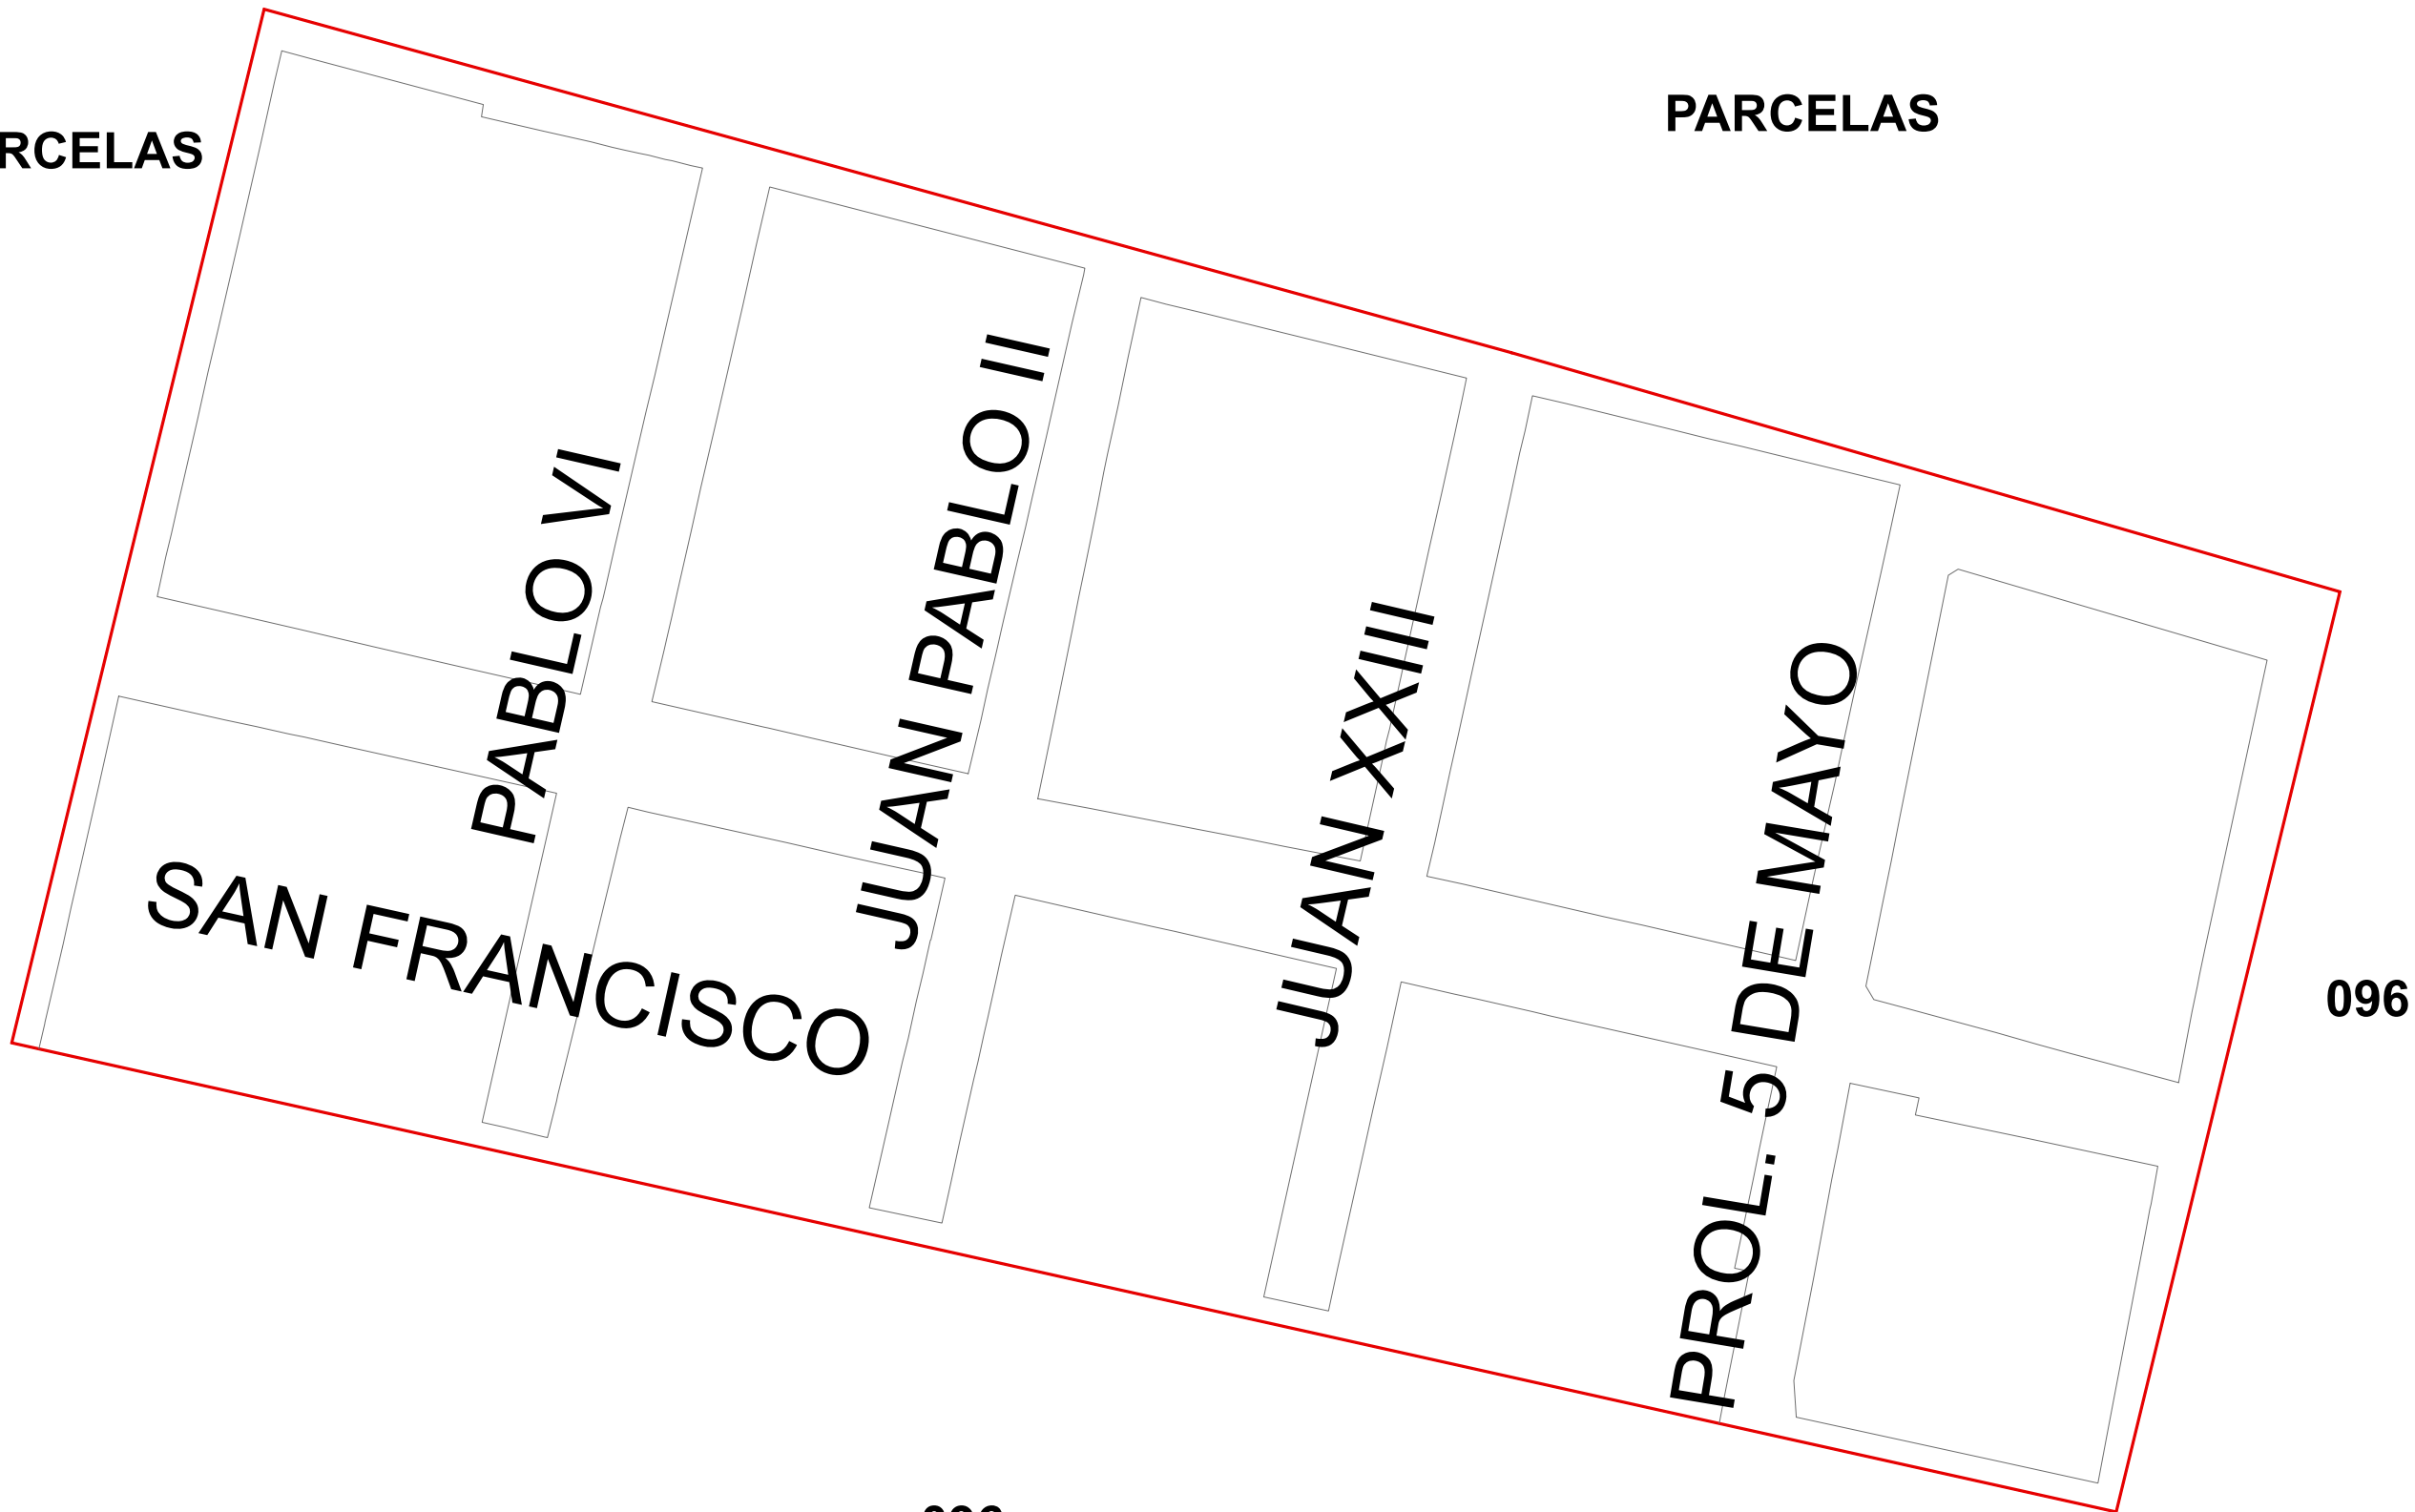 PARCELAS
RCELAS
PABLO VI
JUAN PABLO II
JUAN XXIII
PROL. 5 DE MAYO
SAN FRANCISCO
096